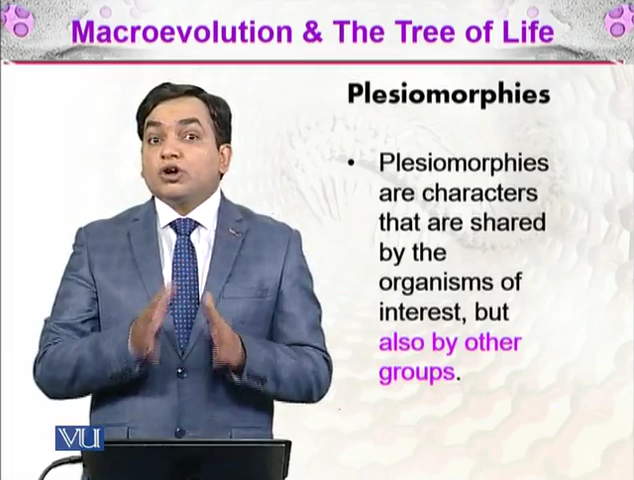 Macroevolution & The Tree of Life
Plesiomorphies
• Plesiomorphies
are characters
that are shared
by the
organisms of
interest, but
also by other
groups.
VU